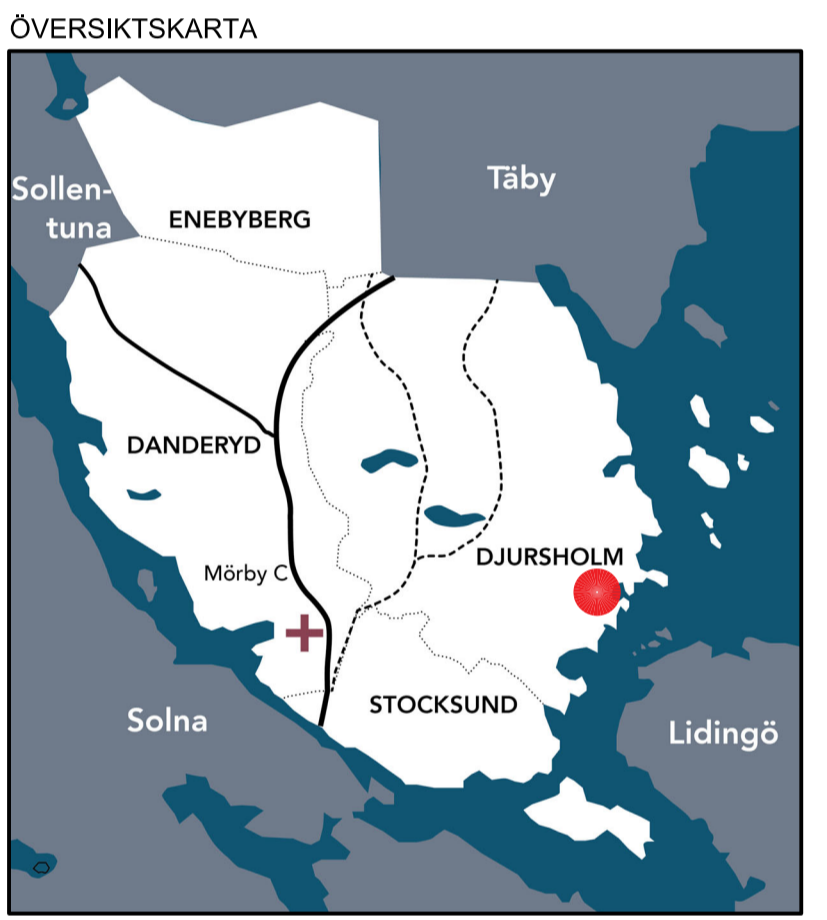 ÖVERSIKTSKARTA
Täby
Sollen-
tuna
ENEBYBERG
DANDERYD
DJURSHOLM
Mörby C
STOCKSUND
Solna
Lidingö